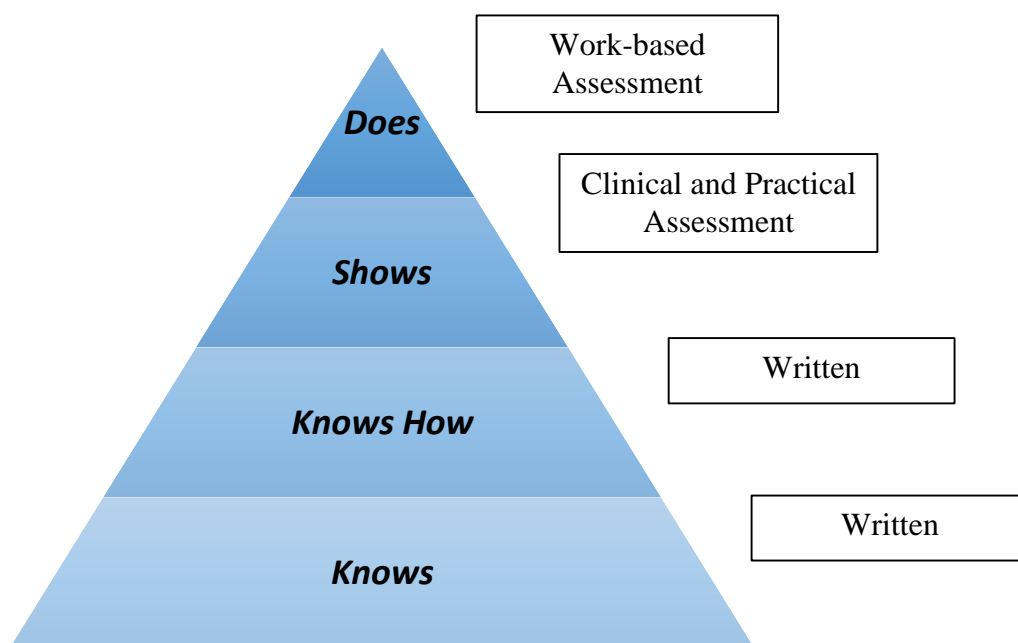 Work-based
Assessment
Does
Clinical and Practical
Assessment
Shows
Written
Knows How
Written
Knows